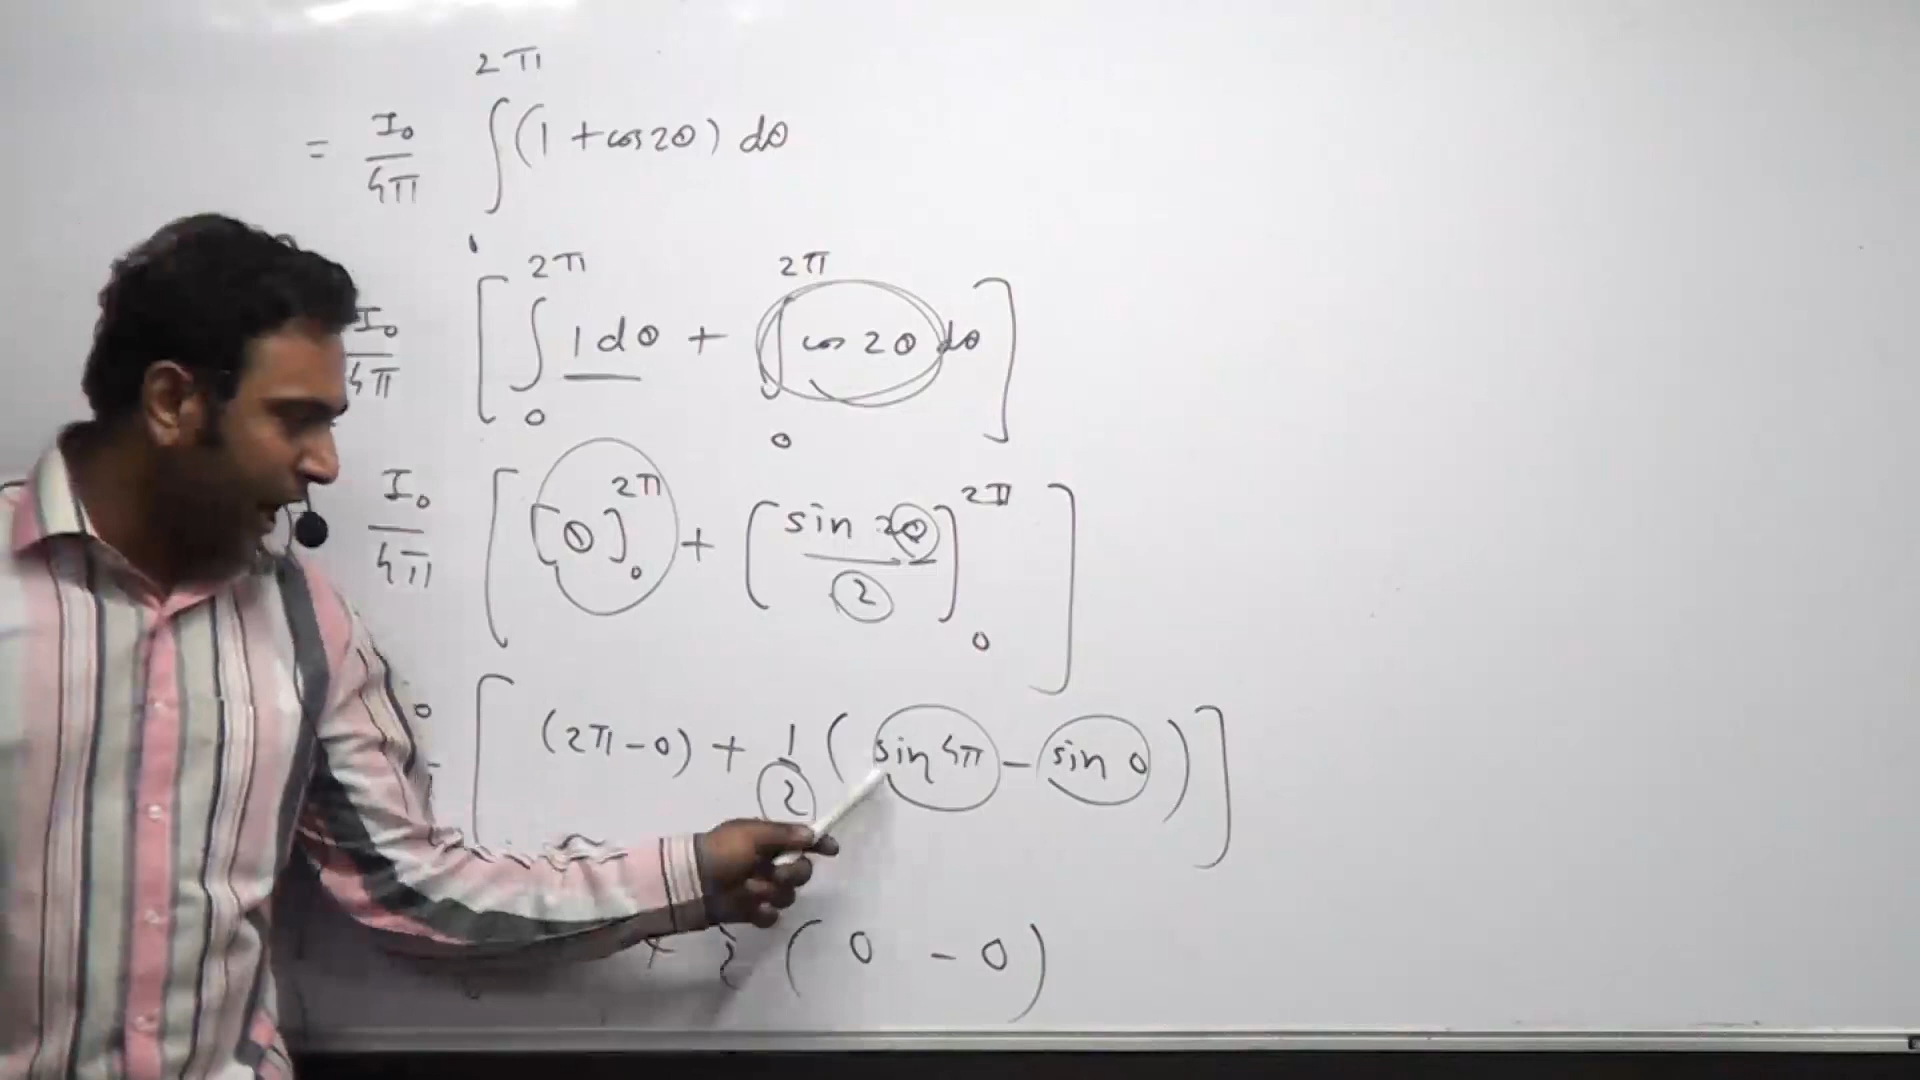 = I₀/4π ∫^2π (1 + cos 2θ) dθ
I₀/4π [ ∫₀^2π 1 dθ + ∫₀^2π cos 2θ dθ ]
I₀/4π [ [θ]₀^2π + [sin 2θ / 2]₀^2π ]
[ (2π - 0) + 1/2 ( sin 4π - sin 0 ) ]
( 0 - 0 )